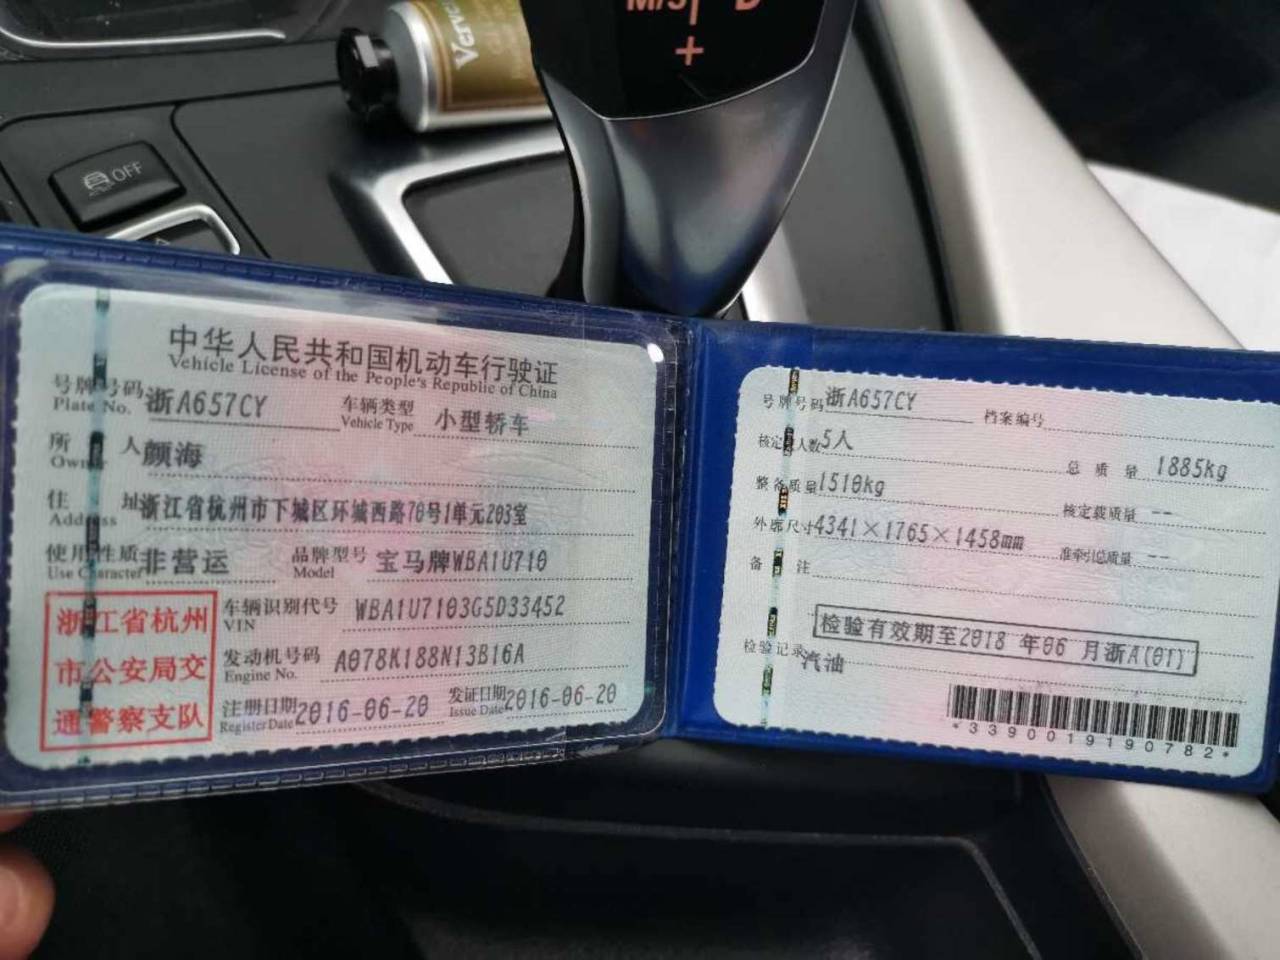 M/S D
+
OFF
中华人民共和国机动车行驶证
Vehicle License of the People's Republic of China
号牌号码 浙A657CY 车辆类型 小型轿车
Plate No. Vehicle Type
所有人 颜海
Owner
住址 浙江省杭州市下城区环城西路70号1单元203室
Address
使用性质 非营运 品牌型号 宝马牌WBA1U710
Use Character Model
浙江省杭州
市公安局交
通警察支队
车辆识别代号 WBA1U7103G5D33452
VIN
发动机号码 A078K188N13B16A
Engine No.
注册日期 2016-06-20 发证日期 2016-06-20
Register Date Issue Date
号牌号码 浙A657CY 档案编号
核定人数 5人 总质量 1885kg
整备质量 1510kg 核定载质量 --
外廓尺寸 4341×1765×1458mm 准牵引总质量 --
备注
检验有效期至2018年06月浙A(01)
检验记录 汽油
*3390019190782*